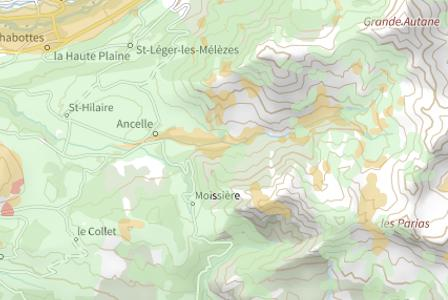 Grande Autane
habottes
la Haute Plaine
St-Léger-les-Mélèzes
St-Hilaire
Ancelle
Moissière
les Parias
le Collet